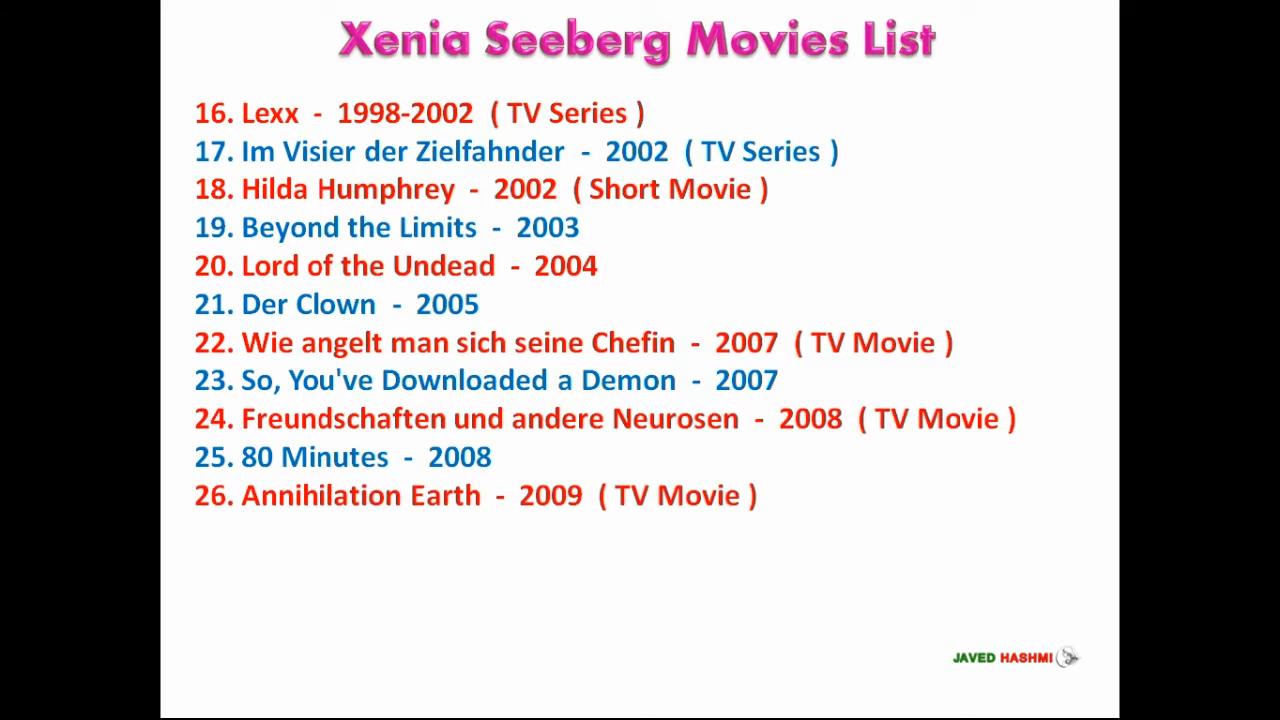 Xenia Seeberg Movies List
16. Lexx - 1998-2002 ( TV Series )
17. Im Visier der Zielfahnder - 2002 ( TV Series )
18. Hilda Humphrey - 2002 ( Short Movie )
19. Beyond the Limits - 2003
20. Lord of the Undead - 2004
21. Der Clown - 2005
22. Wie angelt man sich seine Chefin - 2007 ( TV Movie )
23. So, You've Downloaded a Demon - 2007
24. Freundschaften und andere Neurosen - 2008 ( TV Movie )
25. 80 Minutes - 2008
26. Annihilation Earth - 2009 ( TV Movie )
JAVED HASHMI